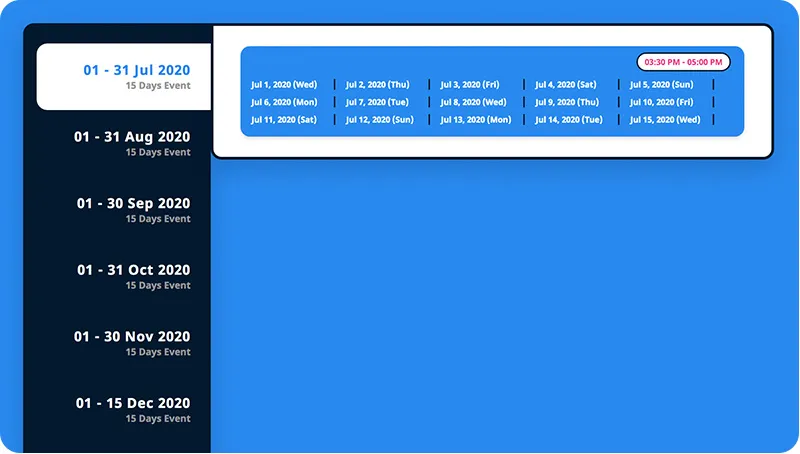 01 - 31 Jul 2020
15 Days Event
01 - 31 Aug 2020
15 Days Event
01 - 30 Sep 2020
15 Days Event
01 - 31 Oct 2020
15 Days Event
01 - 30 Nov 2020
15 Days Event
01 - 15 Dec 2020
15 Days Event
03:30 PM - 05:00 PM
Jul 1, 2020 (Wed) | Jul 2, 2020 (Thu) | Jul 3, 2020 (Fri) | Jul 4, 2020 (Sat) | Jul 5, 2020 (Sun) |
Jul 6, 2020 (Mon) | Jul 7, 2020 (Tue) | Jul 8, 2020 (Wed) | Jul 9, 2020 (Thu) | Jul 10, 2020 (Fri) |
Jul 11, 2020 (Sat) | Jul 12, 2020 (Sun) | Jul 13, 2020 (Mon) | Jul 14, 2020 (Tue) | Jul 15, 2020 (Wed) |